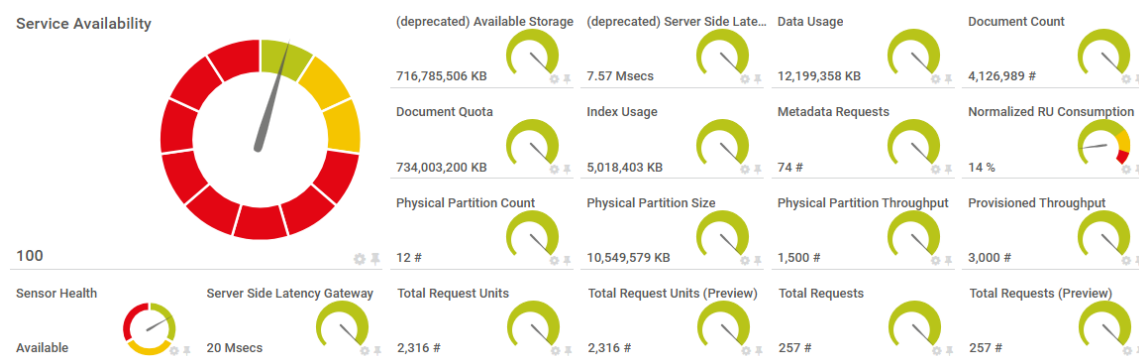 Service Availability
100
(deprecated) Available Storage
716,785,506 KB
(deprecated) Server Side Late...
7.57 Msecs
Data Usage
12,199,358 KB
Document Count
4,126,989 #
Document Quota
734,003,200 KB
Index Usage
5,018,403 KB
Metadata Requests
74 #
Normalized RU Consumption
14 %
Physical Partition Count
12 #
Physical Partition Size
10,549,579 KB
Physical Partition Throughput
1,500 #
Provisioned Throughput
3,000 #
Sensor Health
Available
Server Side Latency Gateway
20 Msecs
Total Request Units
2,316 #
Total Request Units (Preview)
2,316 #
Total Requests
257 #
Total Requests (Preview)
257 #